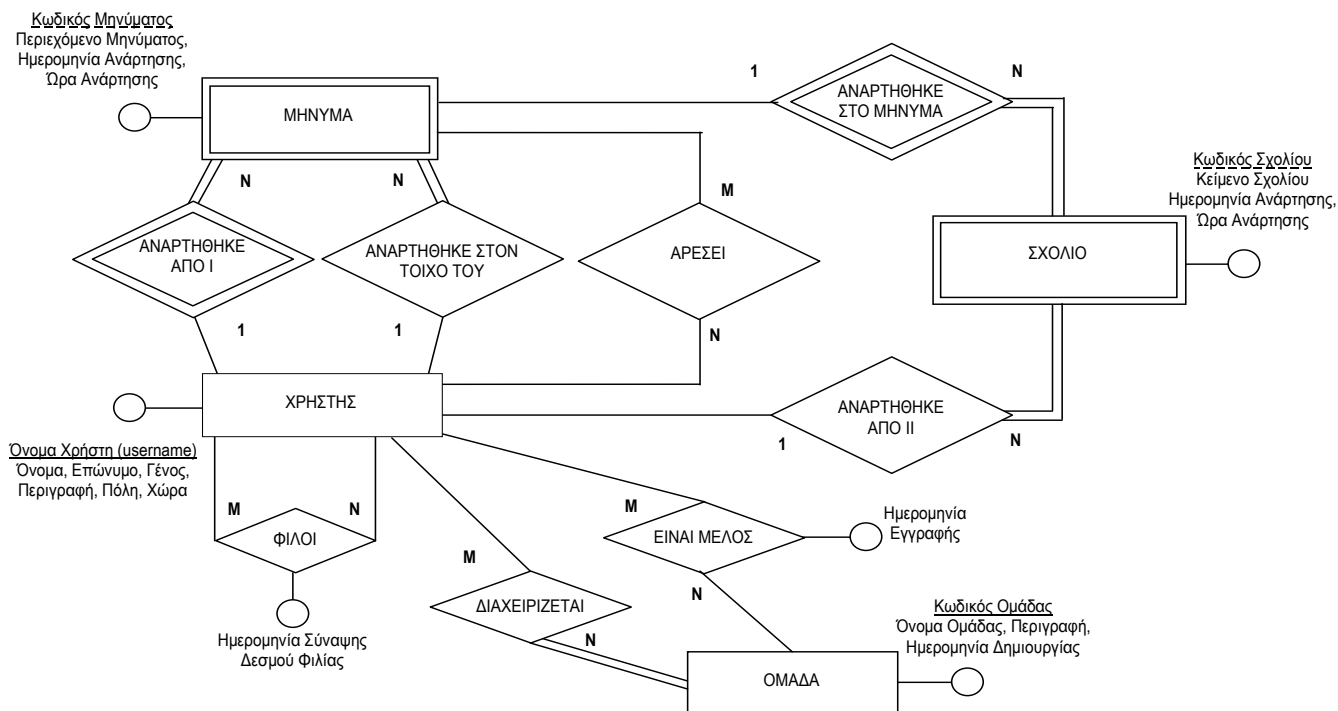 Κωδικός Μηνύματος
Περιεχόμενο Μηνύματος,
Ημερομηνία Ανάρτησης,
Ώρα Ανάρτησης
ΜΗΝΥΜΑ
1
ΑΝΑΡΤΗΘΗΚΕ
ΣΤΟ ΜΗΝΥΜΑ
N
N
N
M
Κωδικός Σχολίου
Κείμενο Σχολίου
Ημερομηνία Ανάρτησης,
Ώρα Ανάρτησης
ΑΝΑΡΤΗΘΗΚΕ
ΑΠΟ Ι
ΑΝΑΡΤΗΘΗΚΕ ΣΤΟΝ
ΤΟΙΧΟ ΤΟΥ
ΑΡΕΣΕΙ
ΣΧΟΛΙΟ
1
1
N
ΧΡΗΣΤΗΣ
ΑΝΑΡΤΗΘΗΚΕ
ΑΠΟ ΙΙ
1
N
Όνομα Χρήστη (username)
Όνομα, Επώνυμο, Γένος,
Περιγραφή, Πόλη, Χώρα
M
N
ΦΙΛΟΙ
M
ΕΙΝΑΙ ΜΕΛΟΣ
Ημερομηνία
Εγγραφής
M
N
ΔΙΑΧΕΙΡΙΖΕΤΑΙ
N
Ημερομηνία Σύναψης
Δεσμού Φιλίας
Κωδικός Ομάδας
Όνομα Ομάδας, Περιγραφή,
Ημερομηνία Δημιουργίας
ΟΜΑΔΑ